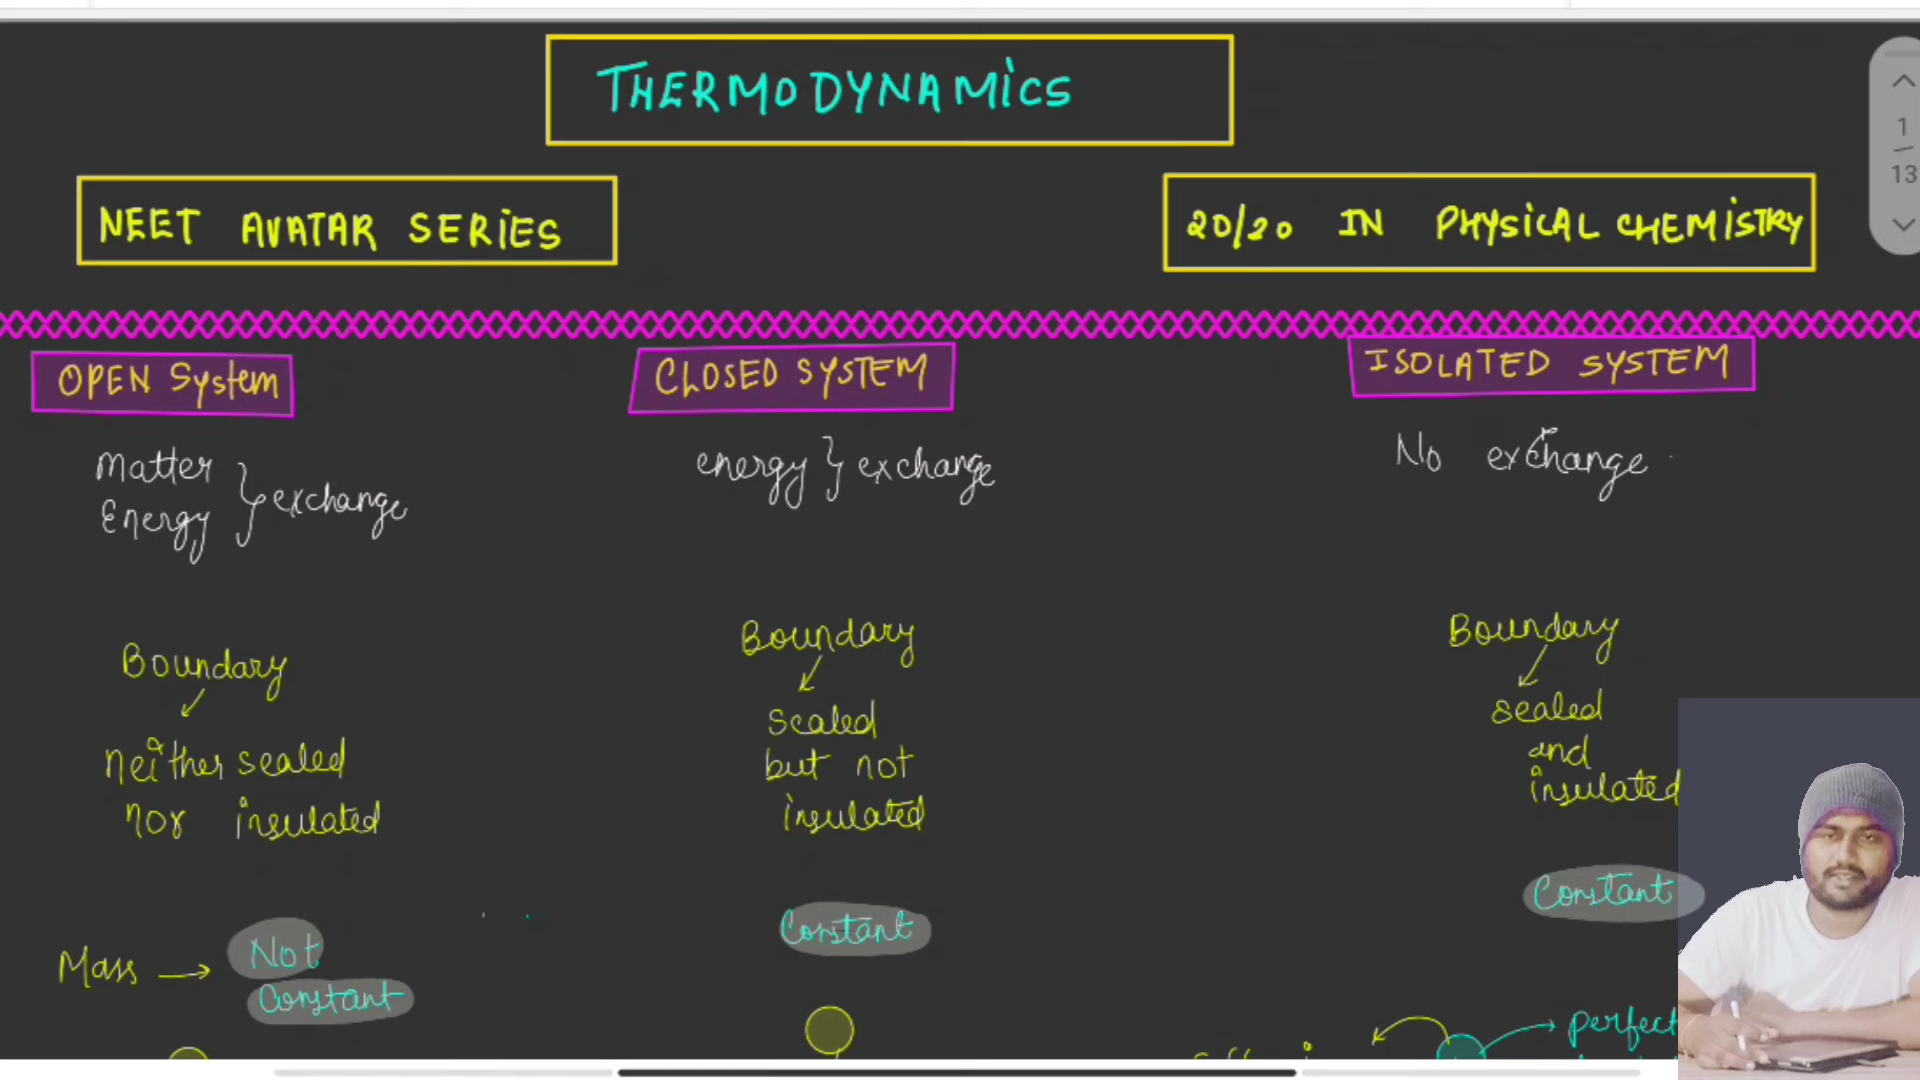 THERMODYNAMICS
NEET AVATAR SERIES
20/20 IN PHYSICAL CHEMISTRY
1
13
OPEN System
CLOSED SYSTEM
ISOLATED SYSTEM
Matter
Energy } exchange
energy } exchange
No exchange
Boundary
neither sealed
nor insulated
Boundary
sealed
but not
insulated
Boundary
sealed
and
insulated
Mass → Not
Constant
Constant
Constant
perfect